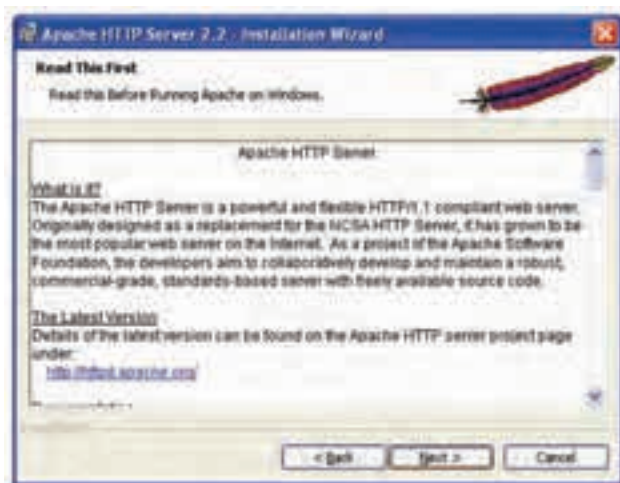 Apache HTTP Server 2.2 - Installation Wizard
Read This First
Read this Before Running Apache on Windows.
Apache HTTP Server
What is it?
The Apache HTTP Server is a powerful and flexible HTTP/1.1 compliant web server.
Originally designed as a replacement for the NCSA HTTP Server, it has grown to be
the most popular web server on the Internet. As a project of the Apache Software
Foundation, the developers aim to collaboratively develop and maintain a robust,
commercial-grade, standards-based server with freely available source code.
The Latest Version
Details of the latest version can be found on the Apache HTTP server project page
under:
http://httpd.apache.org/
< Back
Next >
Cancel